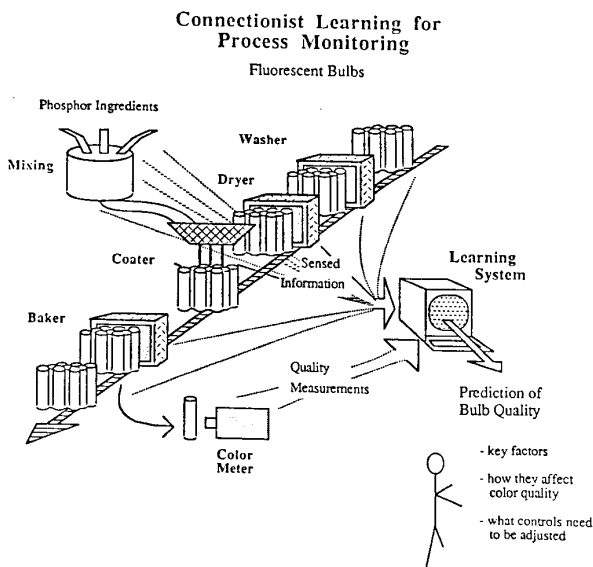 Connectionist Learning for
Process Monitoring
Fluorescent Bulbs
Phosphor Ingredients
Mixing
Washer
Dryer
Coater
Sensed
Information
Learning
System
Baker
Quality
Measurements
Prediction of
Bulb Quality
Color
Meter
- key factors
- how they affect
color quality
- what controls need
to be adjusted